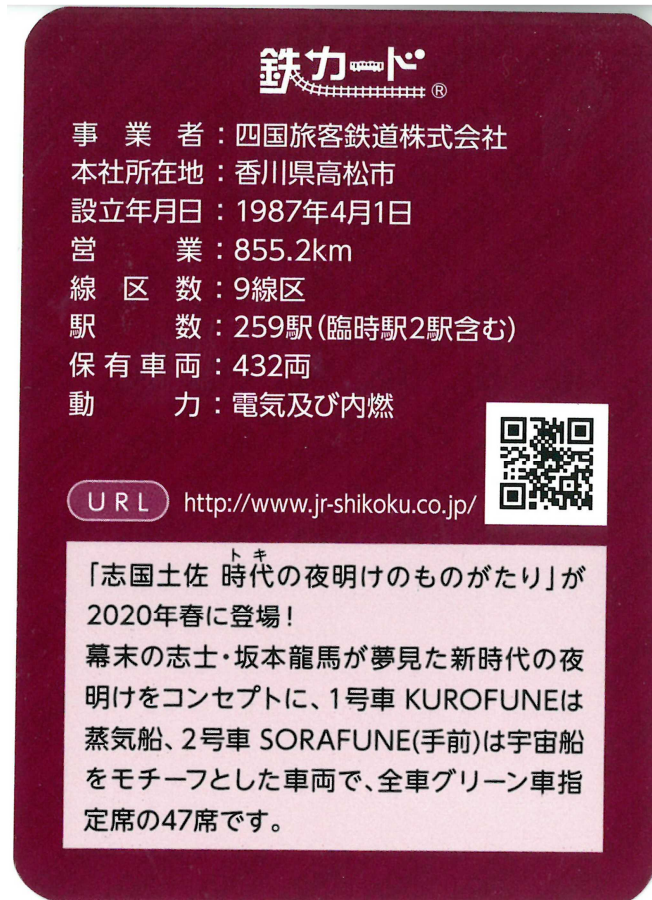 鉄カード®
事業者：四国旅客鉄道株式会社
本社所在地：香川県高松市
設立年月日：1987年4月1日
営業：855.2km
線区数：9線区
駅数：259駅（臨時駅2駅含む）
保有車両：432両
動力：電気及び内燃
URL http://www.jr-shikoku.co.jp/
トキ
「志国土佐 時代の夜明けのものがたり」が
2020年春に登場！
幕末の志士・坂本龍馬が夢見た新時代の夜
明けをコンセプトに、1号車 KUROFUNEは
蒸気船、2号車 SORAFUNE(手前)は宇宙船
をモチーフとした車両で、全車グリーン車指
定席の47席です。